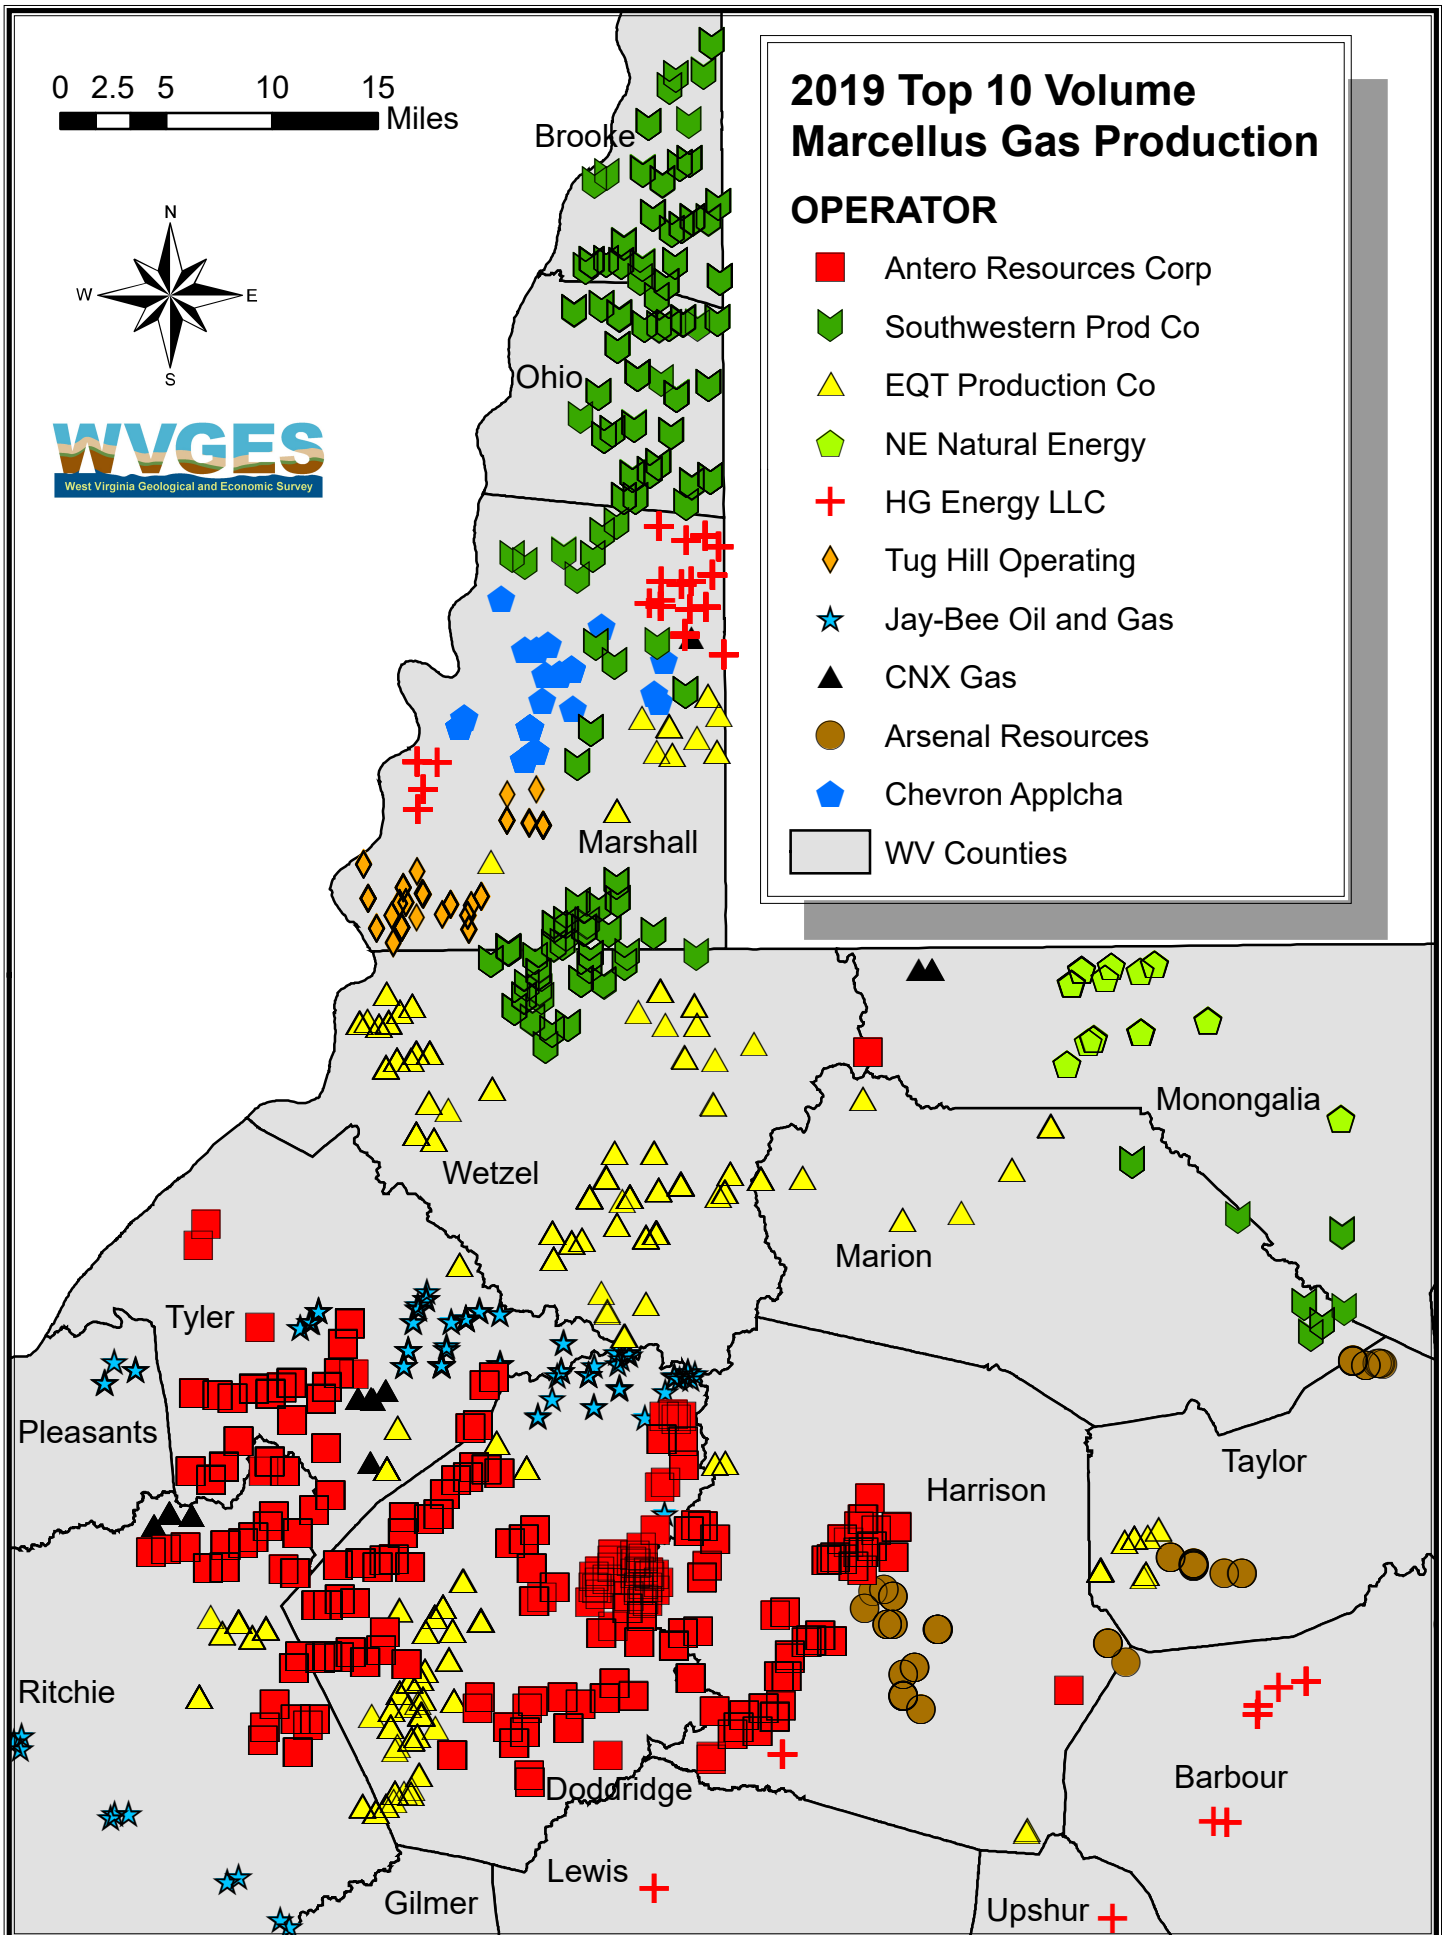 0 2.5 5 10 15
Miles
N
W E
S
WVGES
West Virginia Geological and Economic Survey
2019 Top 10 Volume
Marcellus Gas Production
OPERATOR
Antero Resources Corp
Southwestern Prod Co
EQT Production Co
NE Natural Energy
HG Energy LLC
Tug Hill Operating
Jay-Bee Oil and Gas
CNX Gas
Arsenal Resources
Chevron Applcha
WV Counties
Brooke
Ohio
Marshall
Monongalia
Wetzel
Marion
Tyler
Pleasants
Taylor
Harrison
Ritchie
Barbour
Doddridge
Lewis
Gilmer
Upshur